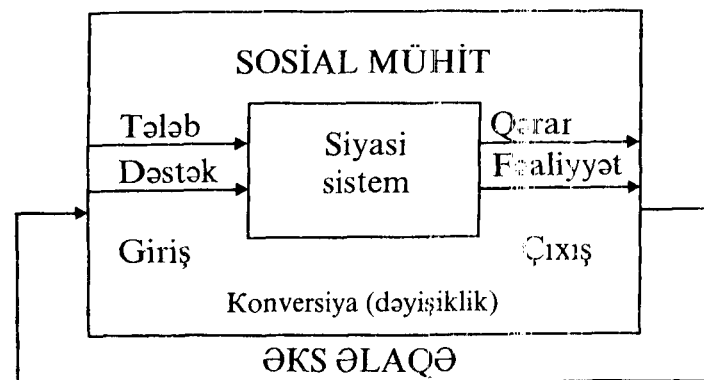 SOSİAL MÜHİT
Tələb
Dəstək
Siyasi
sistem
Qərar
Fəaliyyət
Giriş
Çıxış
Konversiya (dəyişiklik)
ƏKS ƏLAQƏ